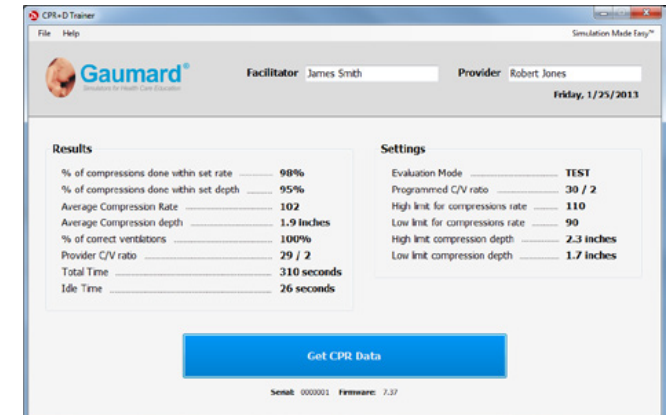 CPR+D Trainer
File Help Simulation Made Easy™
Gaumard®
Simulators for Health Care Education
Facilitator James Smith Provider Robert Jones
Friday, 1/25/2013
Results
% of compressions done within set rate 98%
% of compressions done within set depth 95%
Average Compression Rate 102
Average Compression depth 1.9 inches
% of correct ventilations 100%
Provider C/V ratio 29 / 2
Total Time 310 seconds
Idle Time 26 seconds
Settings
Evaluation Mode TEST
Programmed C/V ratio 30 / 2
High limit for compressions rate 110
Low limit for compressions rate 90
High limit compression depth 2.3 inches
Low limit compression depth 1.7 inches
Get CPR Data
Serial: 0000001 Firmware: 7.37